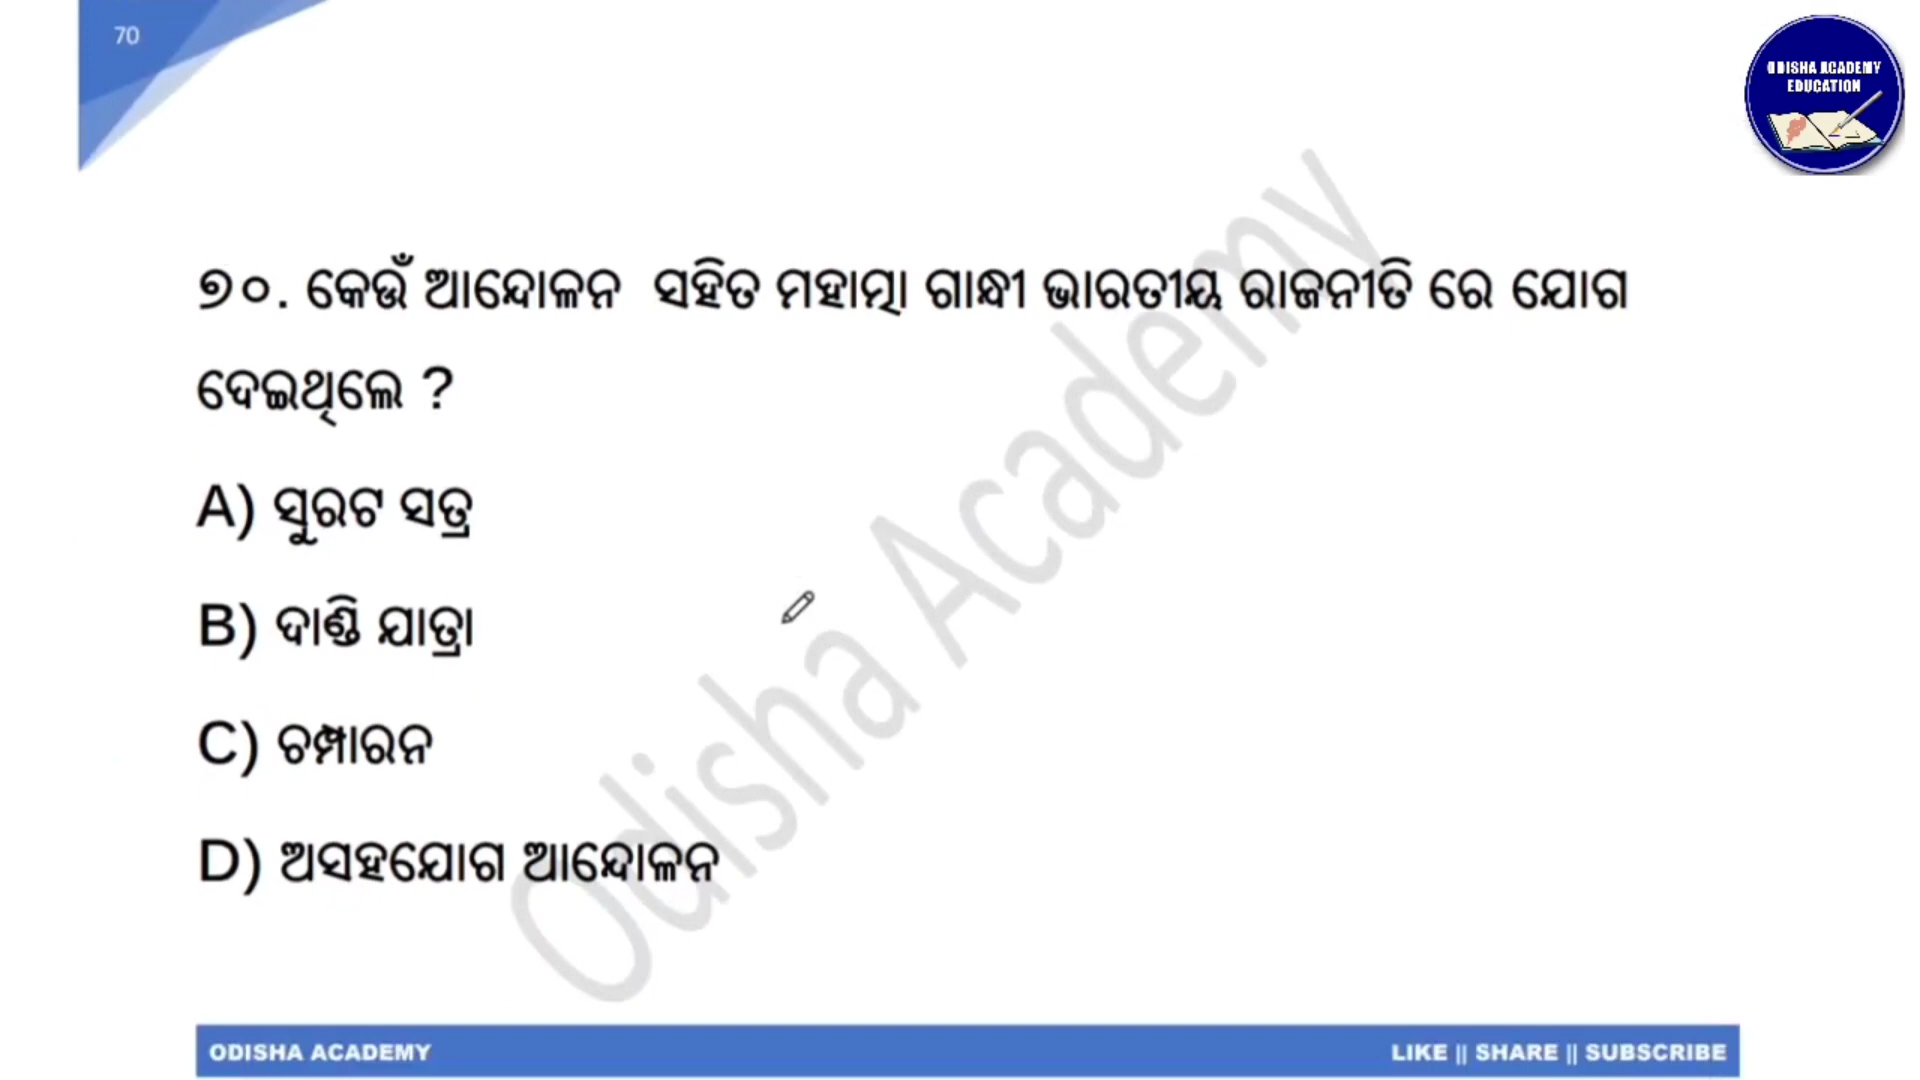 70
ODISHA ACADEMY
EDUCATION
୭୦. କେଉଁ ଆନ୍ଦୋଳନ ସହିତ ମହାତ୍ମା ଗାନ୍ଧୀ ଭାରତୀୟ ରାଜନୀତି ରେ ଯୋଗ
ଦେଇଥିଲେ ?
A) ସୁରଟ ସତ୍ର
B) ଦାଣ୍ଡି ଯାତ୍ରା
C) ଚମ୍ପାରନ
D) ଅସହଯୋଗ ଆନ୍ଦୋଳନ
Odisha Academy
ODISHA ACADEMY
LIKE || SHARE || SUBSCRIBE